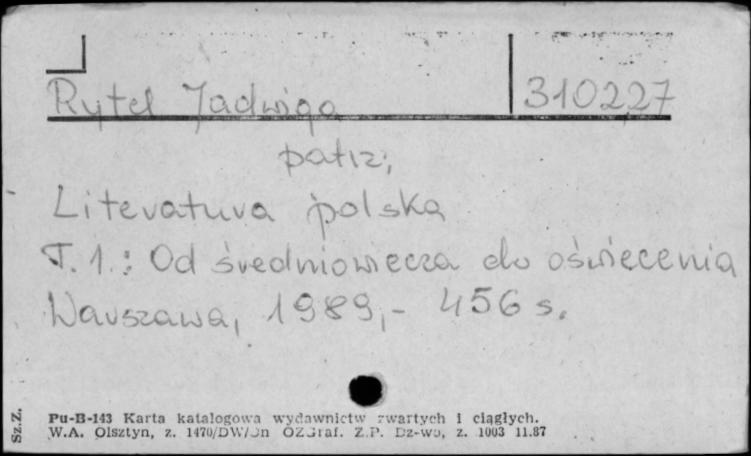 Rytel Jadwiga 310227
patrz;
Literatura polska
T. 1.: Od średniowiecza do oświecenia
Warszawa, 1989,- 456 s.
Sz.Z.
Pu-B-143 Karta katalogowa wydawnictw zwartych i ciągłych.
W.A. Olsztyn, z. 1470/DW/Dn OZGraf. Z.P. Dz-wo, z. 1003 11.87